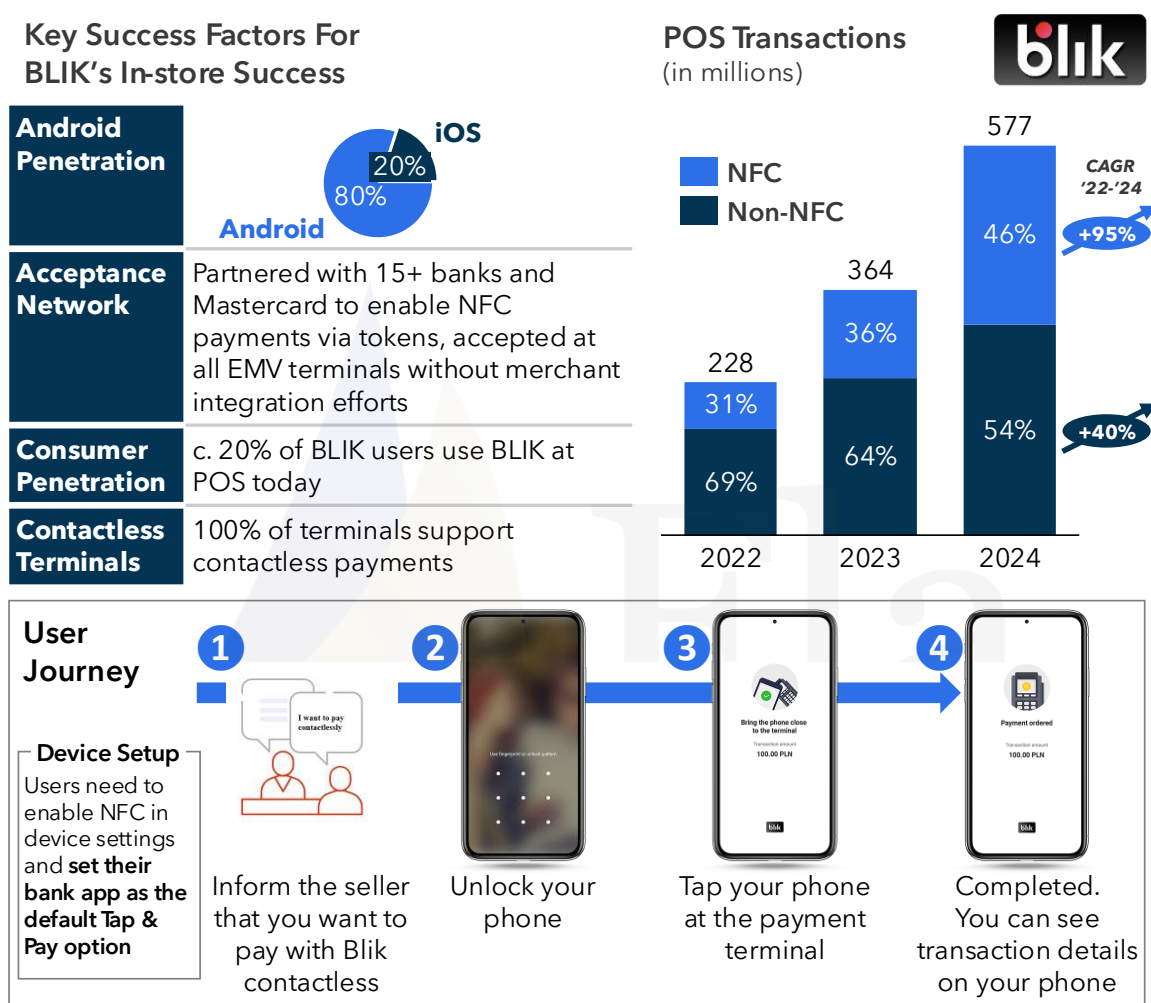 Key Success Factors For
BLIK's In-store Success
Android
Penetration
iOS
20%
80%
Android
Acceptance
Network
Partnered with 15+ banks and
Mastercard to enable NFC
payments via tokens, accepted at
all EMV terminals without merchant
integration efforts
Consumer
Penetration
c. 20% of BLIK users use BLIK at
POS today
Contactless
Terminals
100% of terminals support
contactless payments
POS Transactions
(in millions)
blik
NFC
Non-NFC
CAGR
'22-'24
228
31%
69%
2022
364
36%
64%
2023
577
46%
54%
2024
+95%
+40%
Ela
User
Journey
Device Setup
Users need to
enable NFC in
device settings
and set their
bank app as the
default Tap &
Pay option
1
I want to pay
contactlessly
Inform the seller
that you want to
pay with Blik
contactless
2
Use fingerprint or unlock pattern
Unlock your
phone
3
Bring the phone close
to the terminal
Transaction amount
100.00 PLN
blik
Tap your phone
at the payment
terminal
4
Payment ordered
Transaction amount
100.00 PLN
blik
Completed.
You can see
transaction details
on your phone